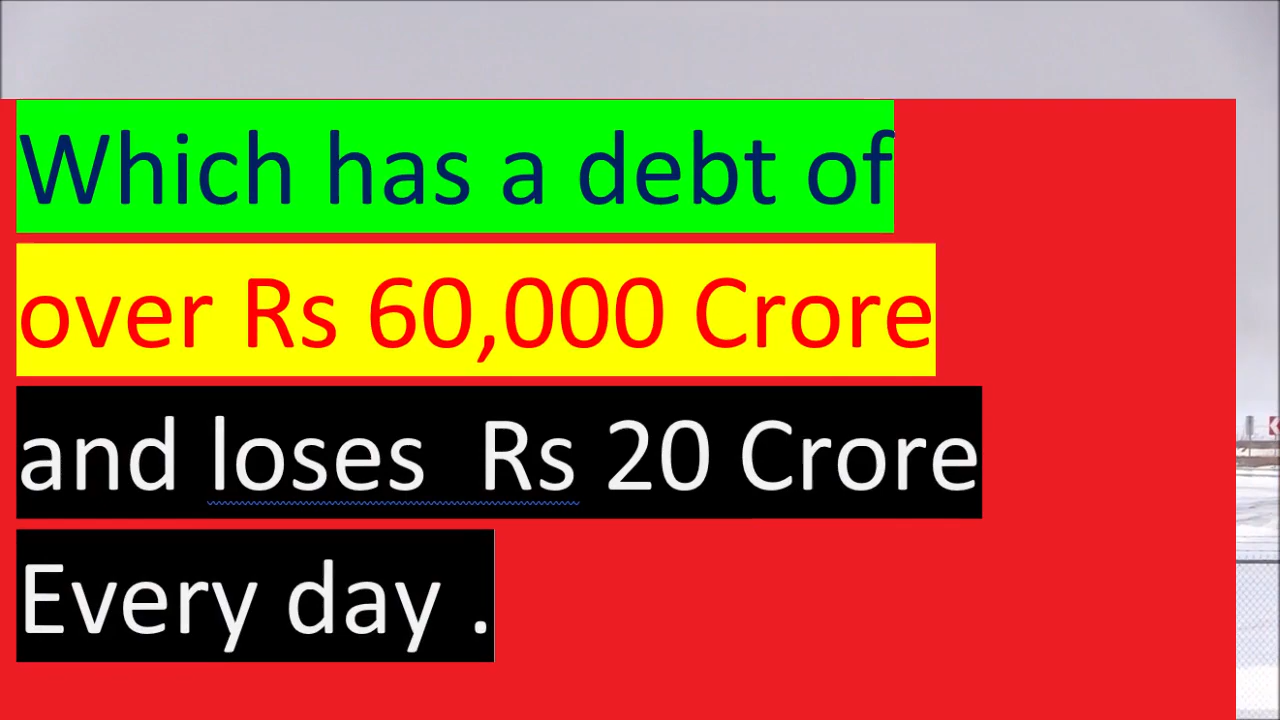 Which has a debt of
over Rs 60,000 Crore
and loses  Rs 20 Crore
Every day .